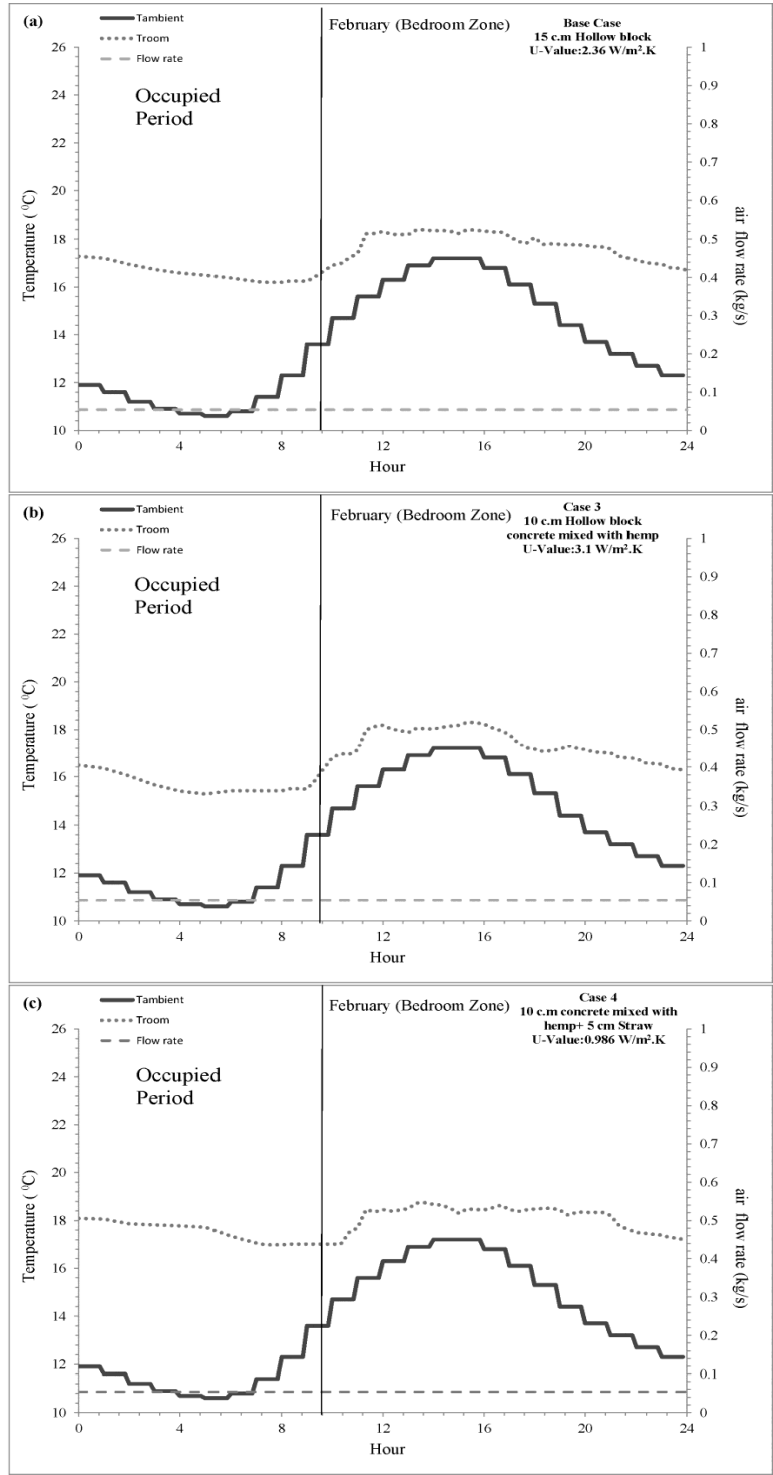 (a)
Tambient
Troom
Flow rate
February (Bedroom Zone)
Base Case
15 c.m Hollow block
U-Value:2.36 W/m².K
Occupied
Period
Temperature ( ⁰C)
26
24
22
20
18
16
14
12
10
air flow rate (kg/s)
1
0.9
0.8
0.7
0.6
0.5
0.4
0.3
0.2
0.1
0
0 4 8 12 16 20 24
Hour
(b)
Tambient
Troom
Flow rate
February (Bedroom Zone)
Case 3
10 c.m Hollow block
concrete mixed with hemp
U-Value:3.1 W/m².K
Occupied
Period
Temperature ( ⁰C)
26
24
22
20
18
16
14
12
10
air flow rate (kg/s)
1
0.9
0.8
0.7
0.6
0.5
0.4
0.3
0.2
0.1
0
0 4 8 12 16 20 24
Hour
(c)
Tambient
Troom
Flow rate
February (Bedroom Zone)
Case 4
10 c.m concrete mixed with
hemp+ 5 cm Straw
U-Value:0.986 W/m².K
Occupied
Period
Temperature ( ⁰C)
26
24
22
20
18
16
14
12
10
air flow rate (kg/s)
1
0.9
0.8
0.7
0.6
0.5
0.4
0.3
0.2
0.1
0
0 4 8 12 16 20 24
Hour